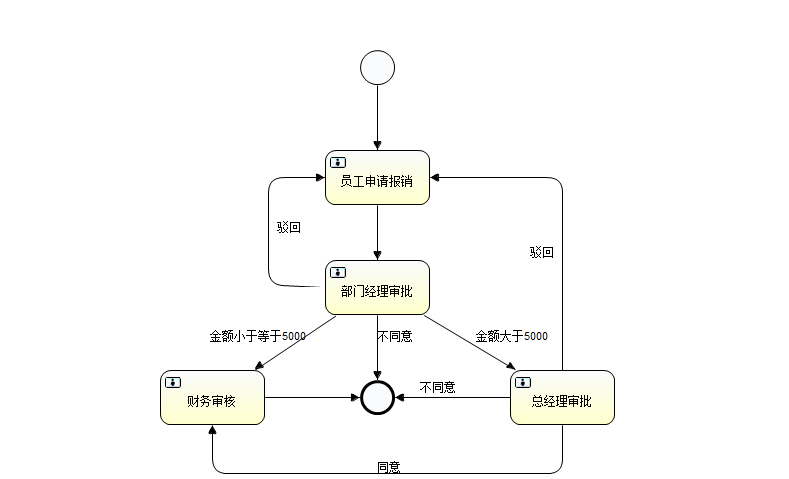 员工申请报销
驳回
驳回
部门经理审批
金额小于等于5000
不同意
金额大于5000
财务审核
不同意
总经理审批
同意